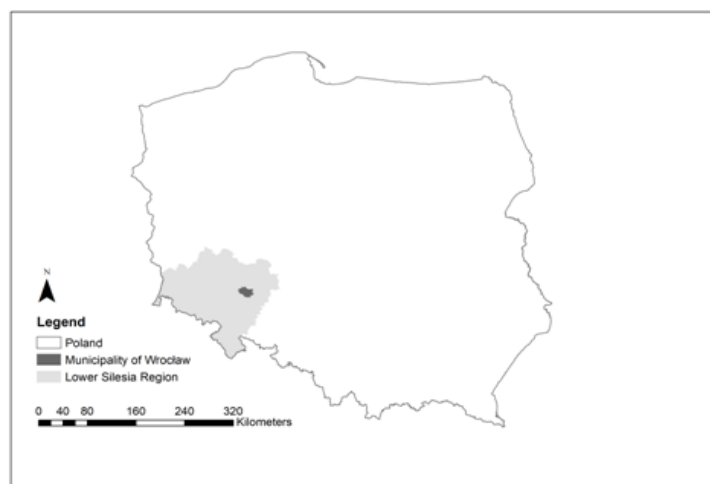 N
Legend
Poland
Municipality of Wrocław
Lower Silesia Region
0 40 80 160 240 320
Kilometers